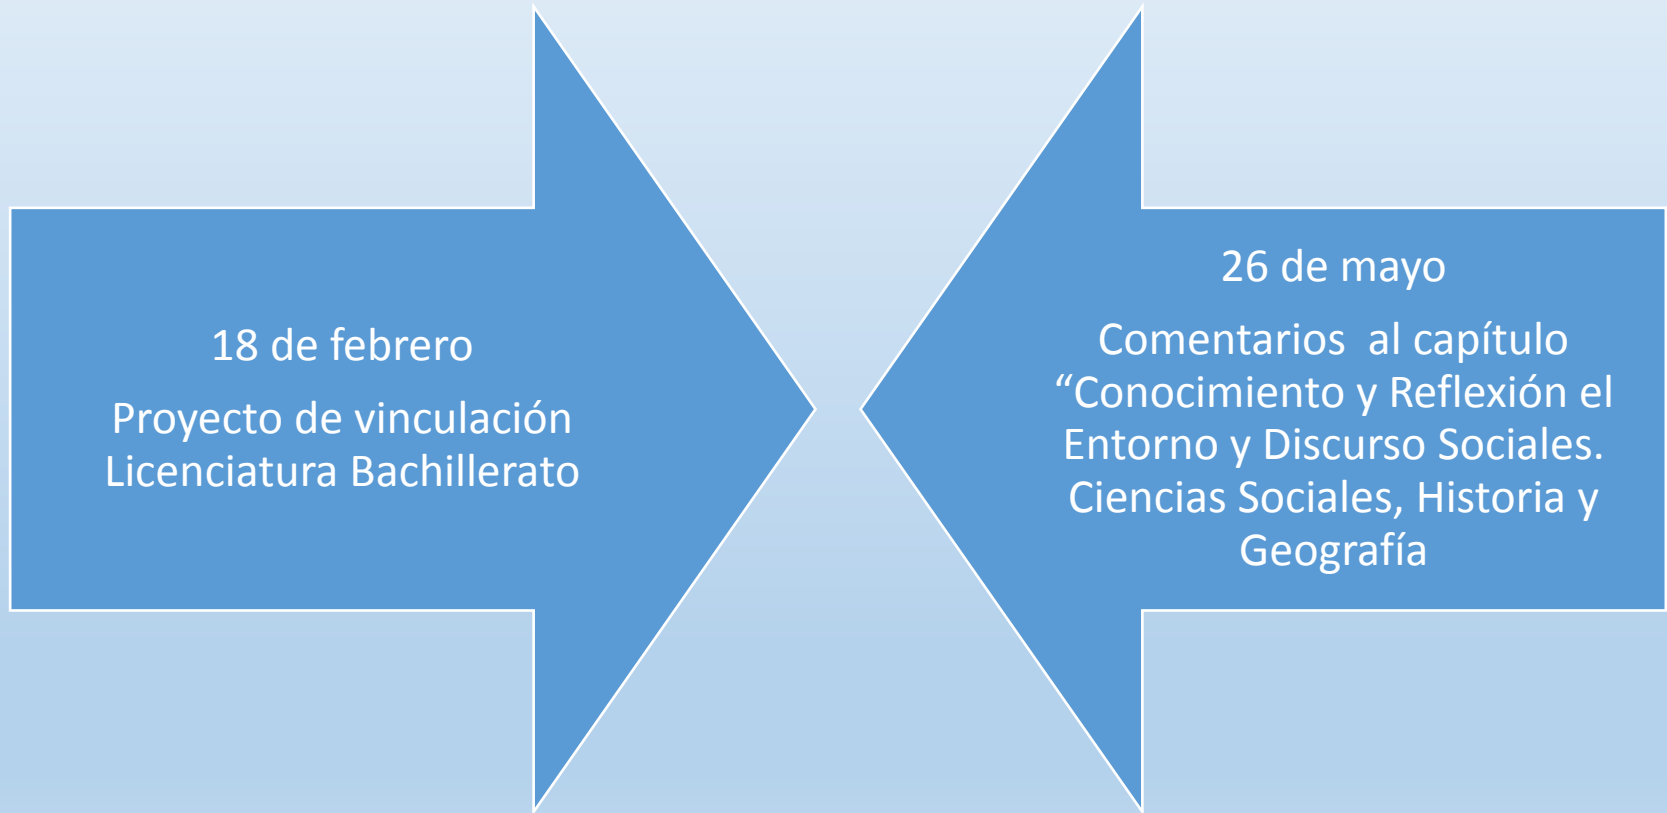 18 de febrero
Proyecto de vinculación
Licenciatura Bachillerato
26 de mayo
Comentarios  al capítulo
“Conocimiento y Reflexión el
Entorno y Discurso Sociales.
Ciencias Sociales, Historia y
Geografía